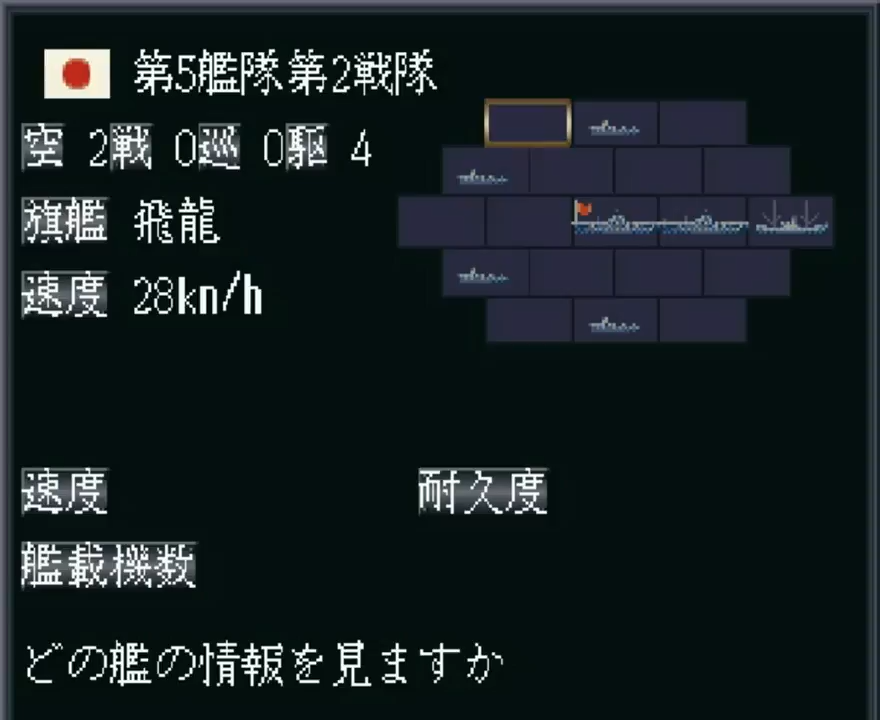 第5艦隊第2戦隊
空 2戦 0巡 0駆 4
旗艦 飛龍
速度 28kn/h
速度 耐久度
艦載機数
どの艦の情報を見ますか